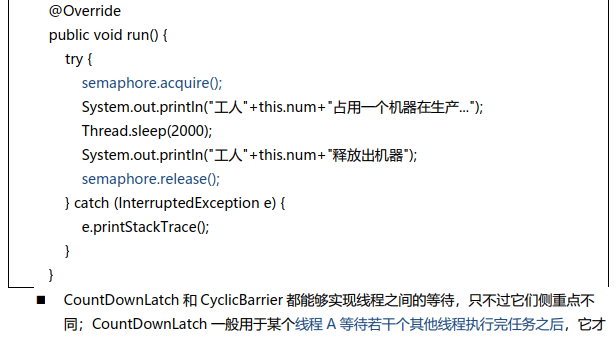 @Override
public void run() {
try {
semaphore.acquire();
System.out.println("工人"+this.num+"占用一个机器在生产...");
Thread.sleep(2000);
System.out.println("工人"+this.num+"释放出机器");
semaphore.release();
} catch (InterruptedException e) {
e.printStackTrace();
}
}
■ CountDownLatch 和 CyclicBarrier 都能够实现线程之间的等待，只不过它们侧重点不
同；CountDownLatch 一般用于某个线程 A 等待若干个其他线程执行完任务之后，它才